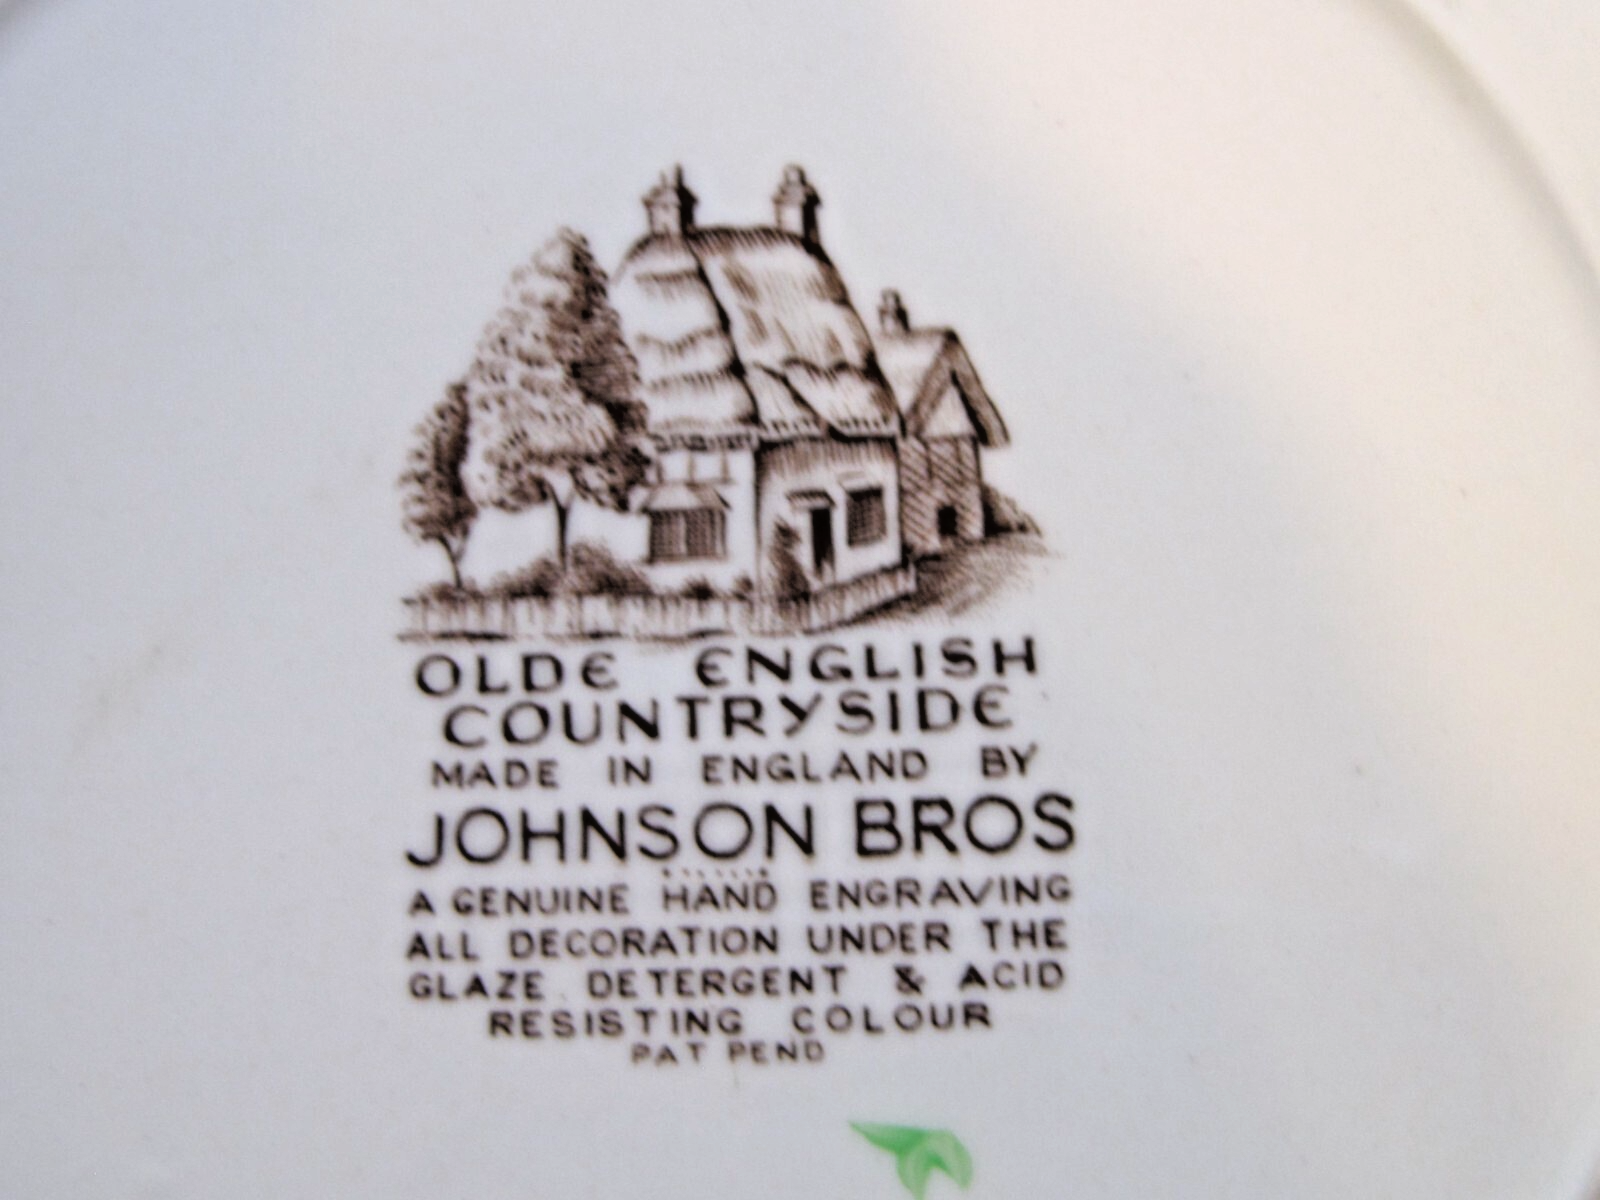 OLDE ENGLISH
COUNTRYSIDE
MADE IN ENGLAND BY
JOHNSON BROS
A GENUINE HAND ENGRAVING
ALL DECORATION UNDER THE
GLAZE. DETERGENT & ACID
RESISTING COLOUR
PAT PEND